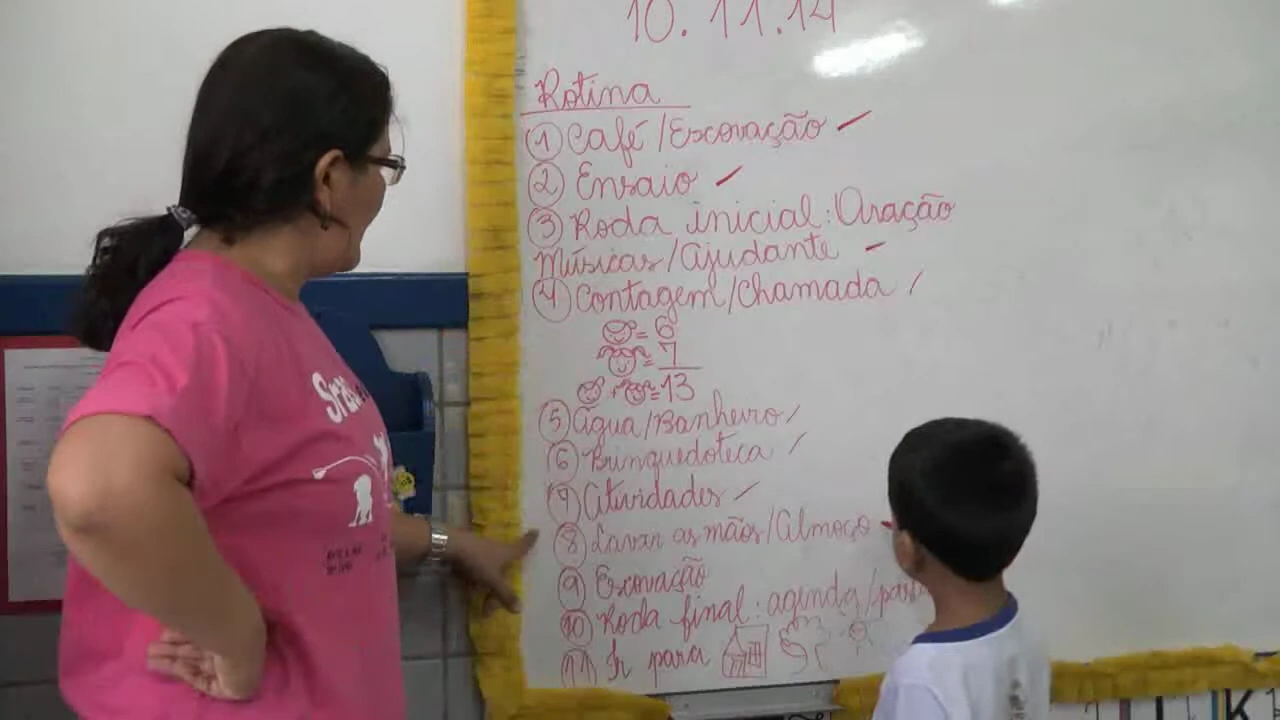 10.11.14
Rotina
1 Café/Escovação
2 Ensaio
3 Roda inicial: Oração
Músicas/Ajudante
4 Contagem/Chamada
= 6
= 7
+ = 13
5 Água/Banheiro
6 Brinquedoteca
7 Atividades
8 Lavar as mãos/Almoço
9 Escovação
10 Roda final: agenda/
11 Ir para
K